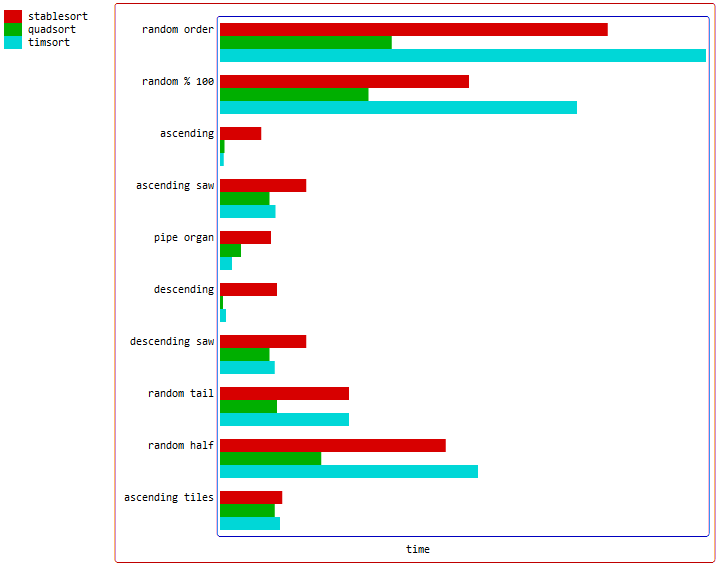 stablesort
quadsort
timsort
random order
random % 100
ascending
ascending saw
pipe organ
descending
descending saw
random tail
random half
ascending tiles
time